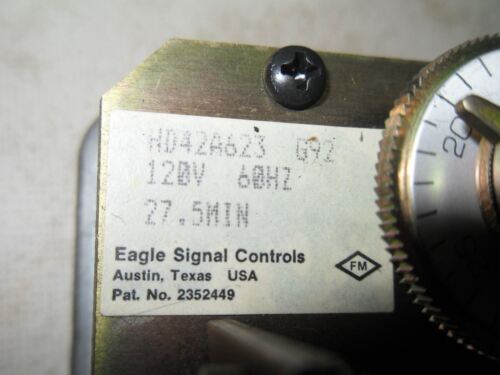 HD42A623 G92
120V 60HZ
27.5MIN
Eagle Signal Controls
Austin, Texas USA
Pat. No. 2352449
FM
20